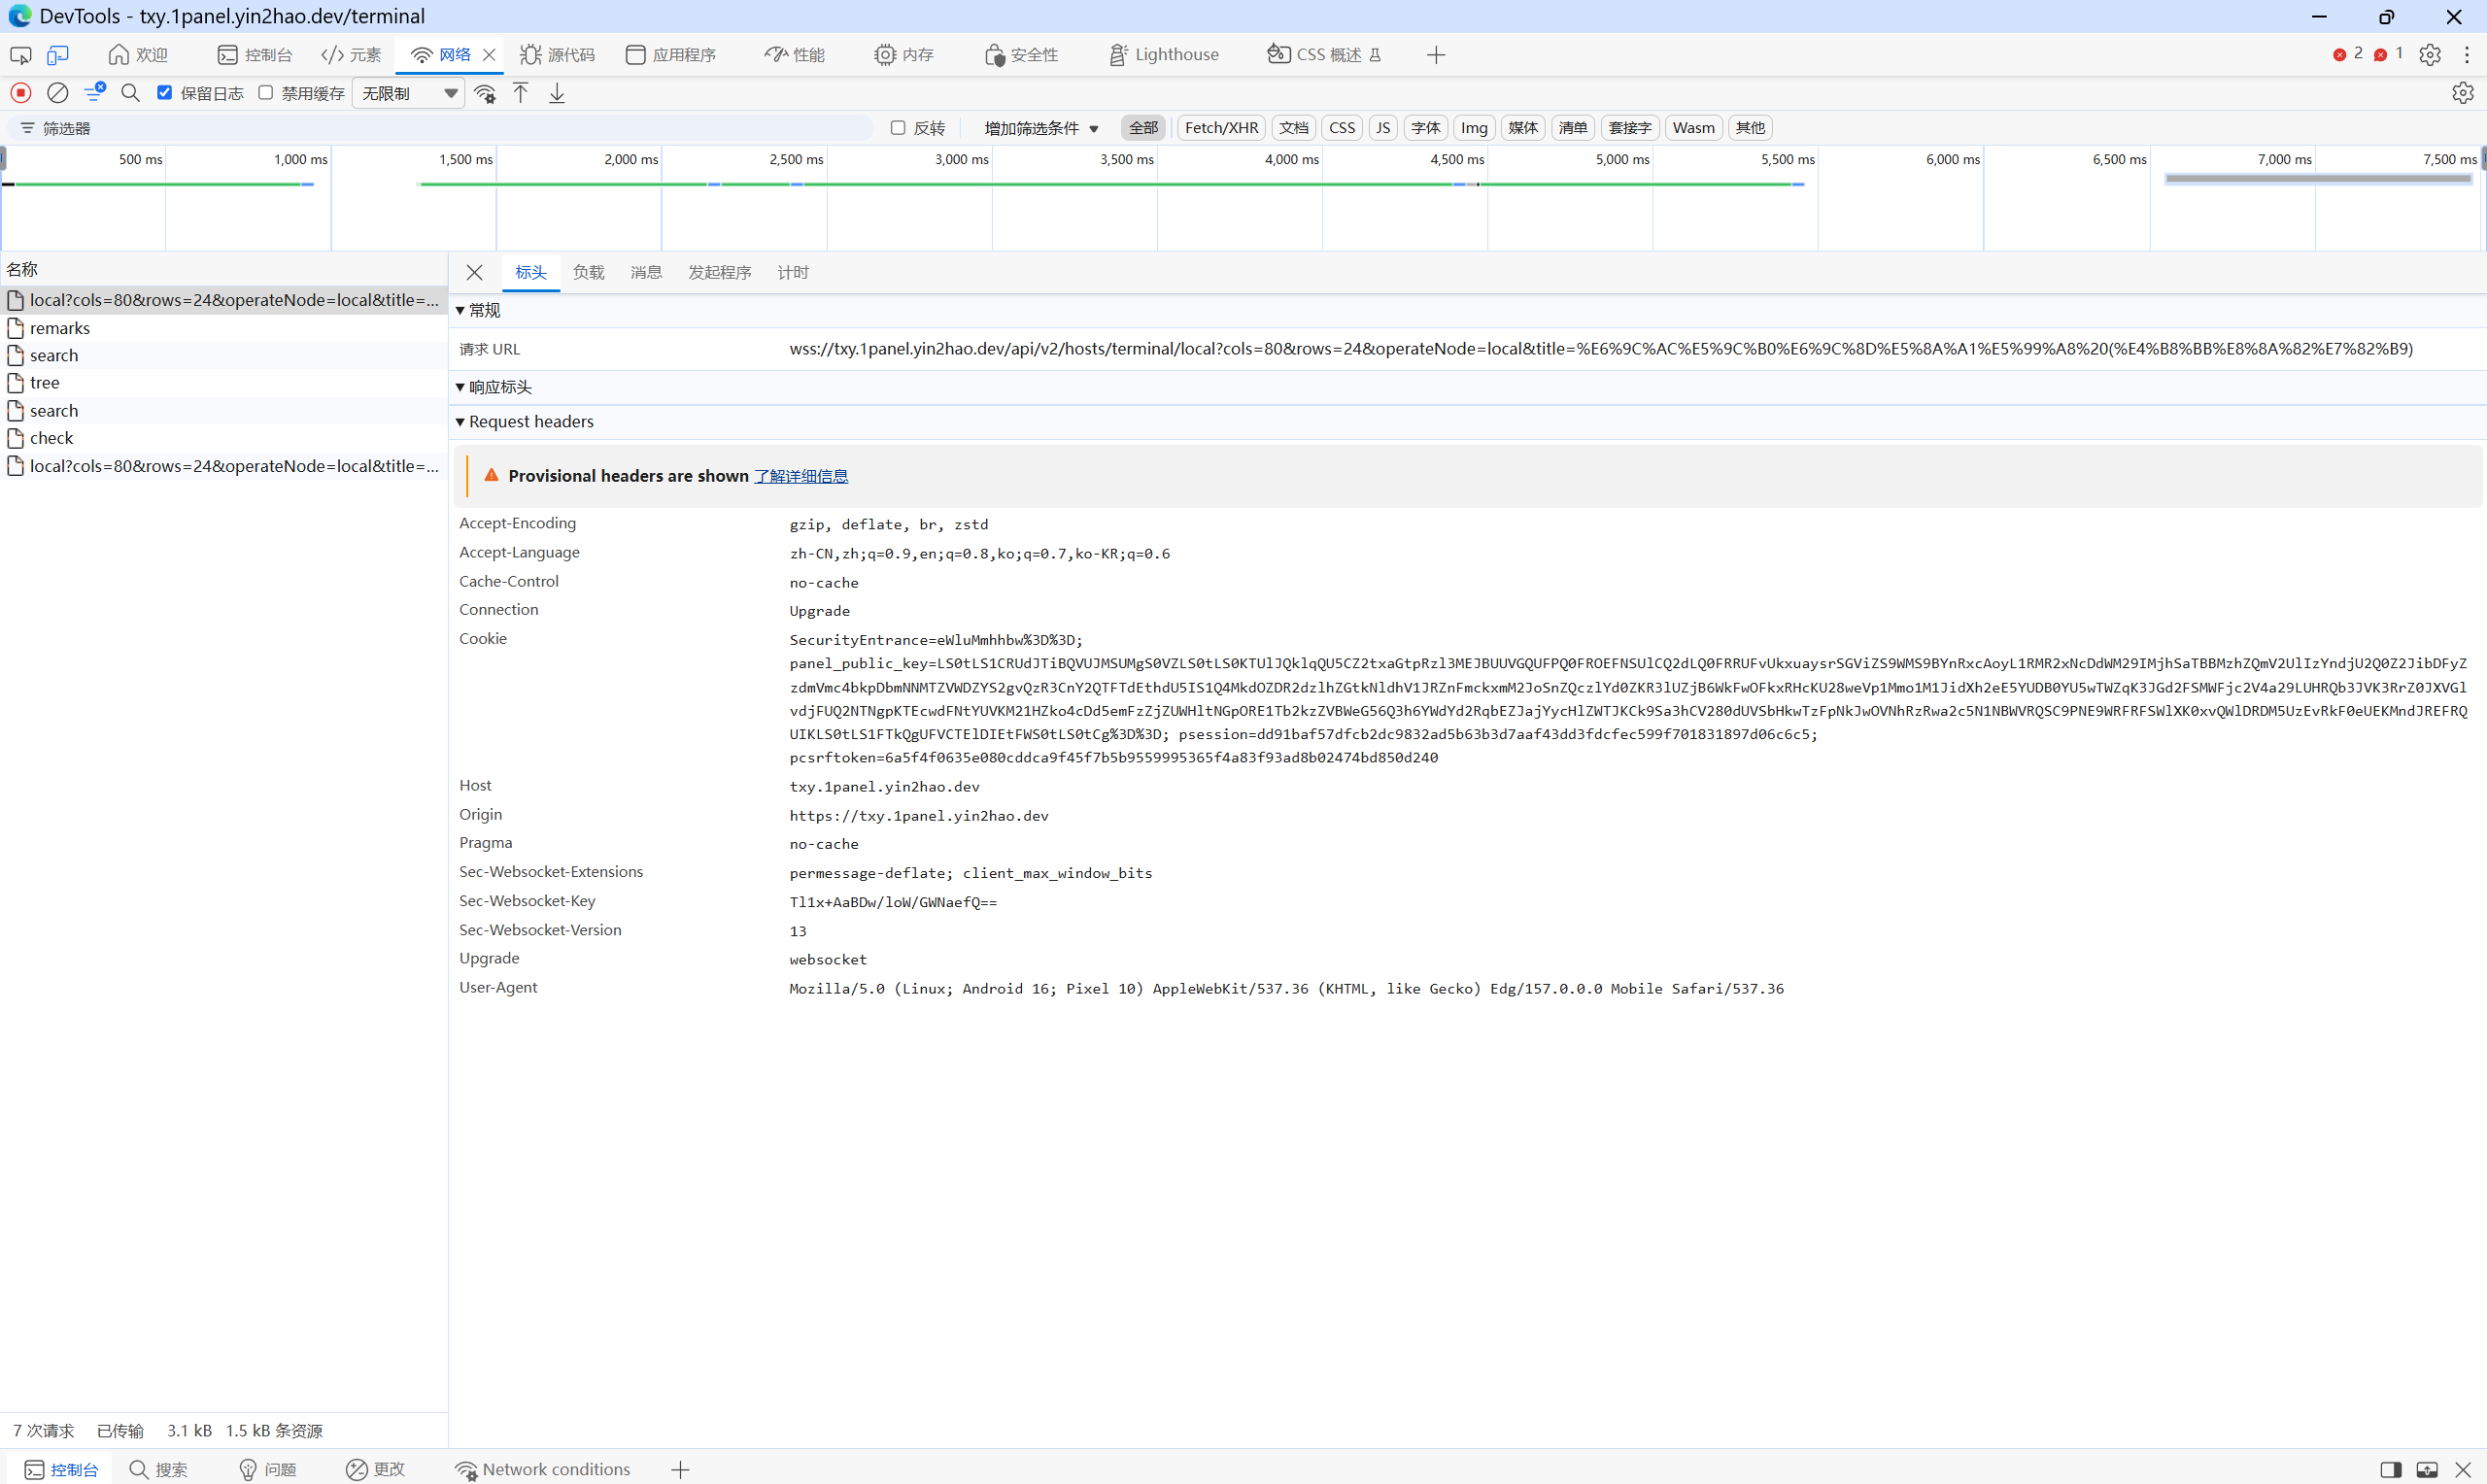 DevTools - txy.1panel.yin2hao.dev/terminal
欢迎
控制台
元素
网络
源代码
应用程序
性能
内存
安全性
Lighthouse
CSS 概述
2
1
保留日志
禁用缓存
无限制
筛选器
反转
增加筛选条件
全部
Fetch/XHR
文档
CSS
JS
字体
Img
媒体
清单
套接字
Wasm
其他
500 ms
1,000 ms
1,500 ms
2,000 ms
2,500 ms
3,000 ms
3,500 ms
4,000 ms
4,500 ms
5,000 ms
5,500 ms
6,000 ms
6,500 ms
7,000 ms
7,500 ms
名称
local?cols=80&rows=24&operateNode=local&title=...
remarks
search
tree
search
check
local?cols=80&rows=24&operateNode=local&title=...
标头
负载
消息
发起程序
计时
常规
请求 URL
wss://txy.1panel.yin2hao.dev/api/v2/hosts/terminal/local?cols=80&rows=24&operateNode=local&title=%E6%9C%AC%E5%9C%B0%E6%9C%8D%E5%8A%A1%E5%99%A8%20(%E4%B8%BB%E8%8A%82%E7%82%B9)
响应标头
Request headers
Provisional headers are shown 了解详细信息
Accept-Encoding
gzip, deflate, br, zstd
Accept-Language
zh-CN,zh;q=0.9,en;q=0.8,ko;q=0.7,ko-KR;q=0.6
Cache-Control
no-cache
Connection
Upgrade
Cookie
SecurityEntrance=eWluMmhhbw%3D%3D;
panel_public_key=
psession=dd91baf57dfcb2dc9832ad5b63b3d7aaf43dd3fdcfec599f701831897d06c6c5;
pcsrftoken=6a5f4f0635e080cddca9f45f7b5b9559995365f4a83f93ad8b02474bd850d240
Host
txy.1panel.yin2hao.dev
Origin
https://txy.1panel.yin2hao.dev
Pragma
no-cache
Sec-Websocket-Extensions
permessage-deflate; client_max_window_bits
Sec-Websocket-Key
Tl1x+AaBDw/loW/GWNaefQ==
Sec-Websocket-Version
13
Upgrade
websocket
User-Agent
Mozilla/5.0 (Linux; Android 16; Pixel 10) AppleWebKit/537.36 (KHTML, like Gecko) Edg/157.0.0.0 Mobile Safari/537.36
7 次请求
已传输
3.1 kB
1.5 kB 条资源
控制台
搜索
问题
更改
Network conditions